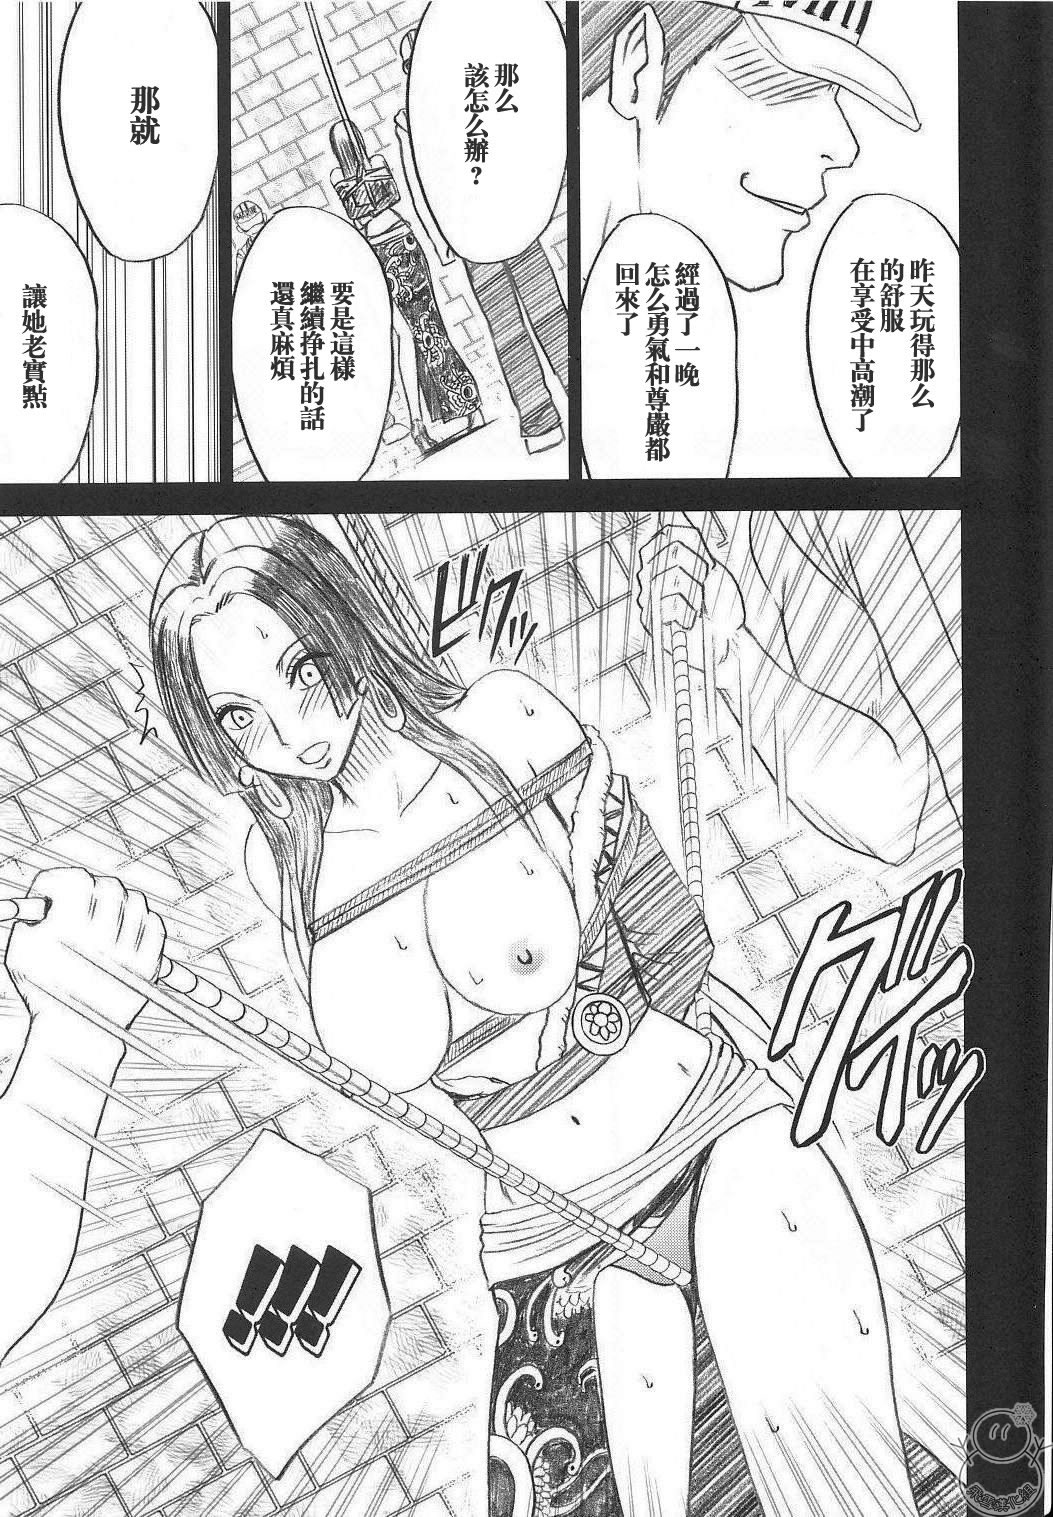 昨天玩得那么
的舒服
在享受中高潮了
經過了一晚
怎么勇氣和尊嚴都
回來了
那么
該怎么辦?
要是這樣
繼續掙扎的話
還真麻煩
那就
讓她老實點
ビクッ
グイッ
!!!